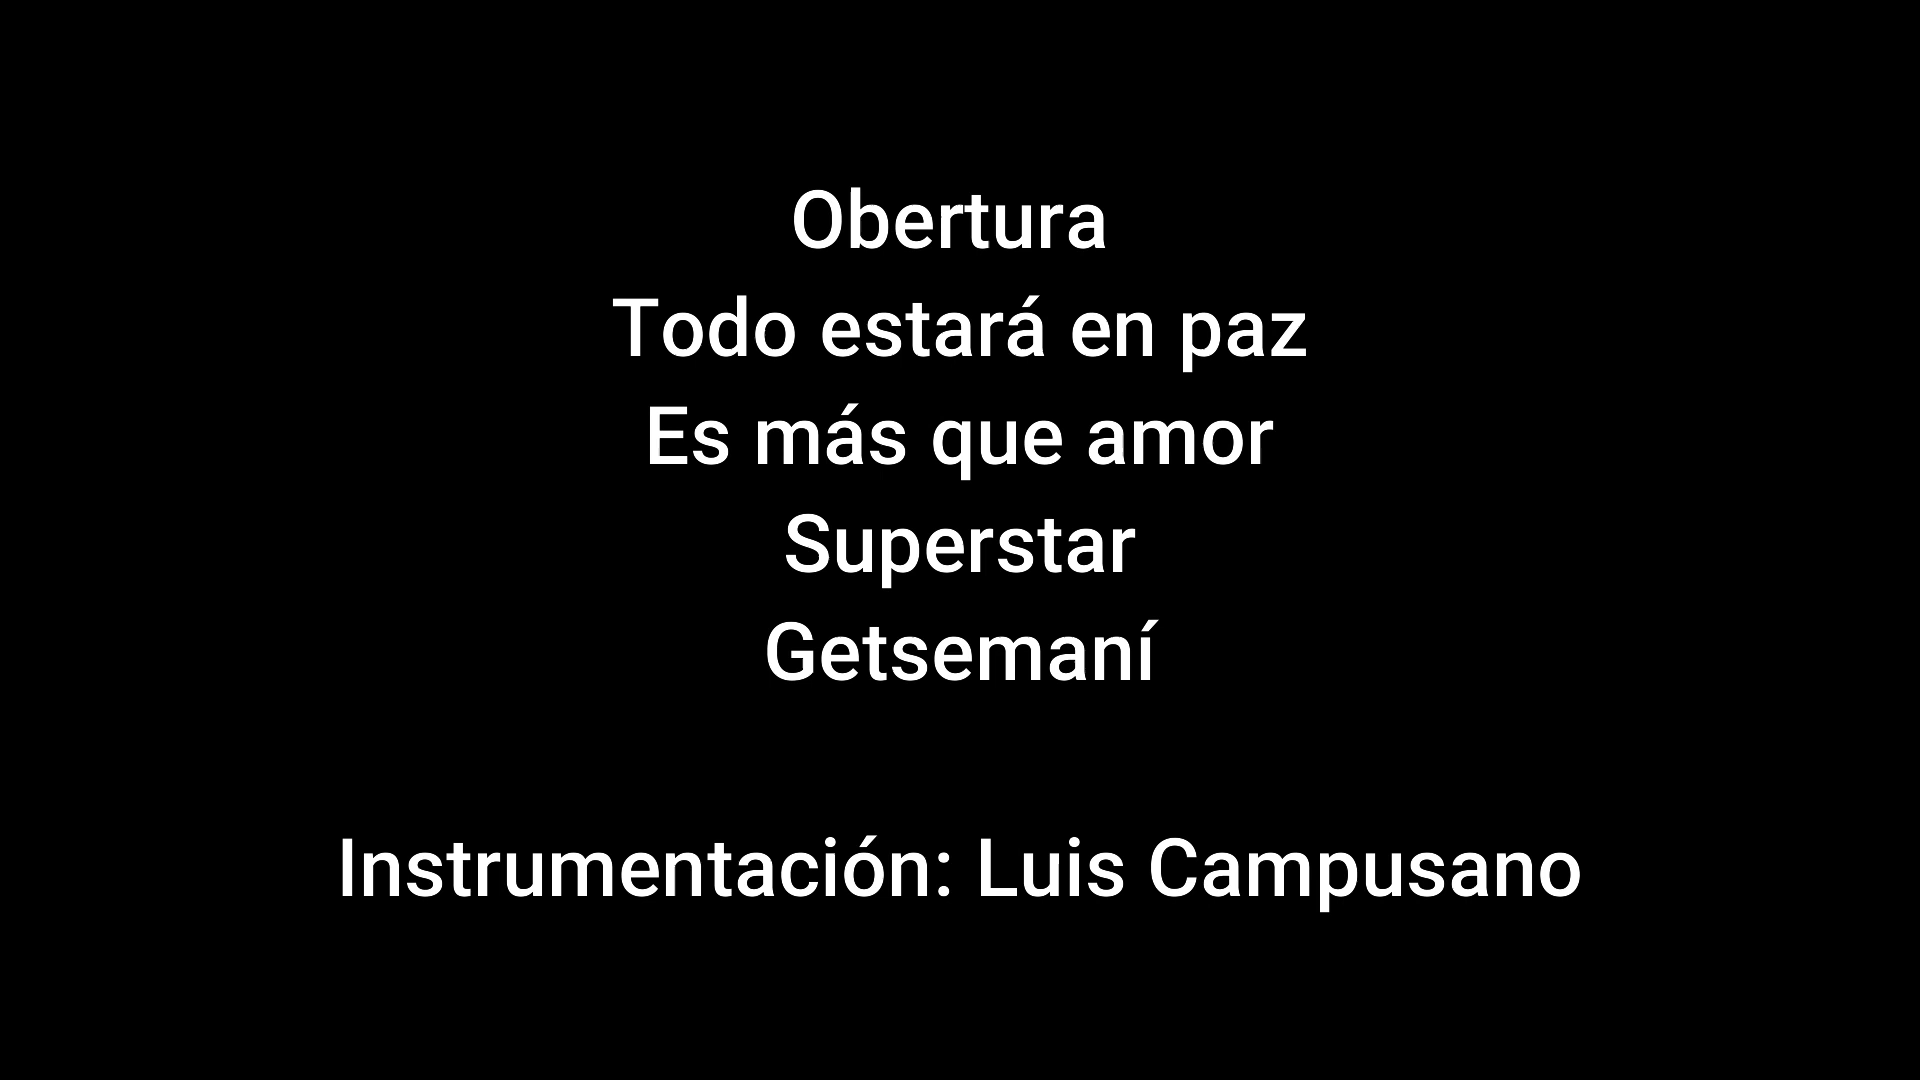 Obertura
Todo estará en paz
Es más que amor
Superstar
Getsemaní
Instrumentación: Luis Campusano